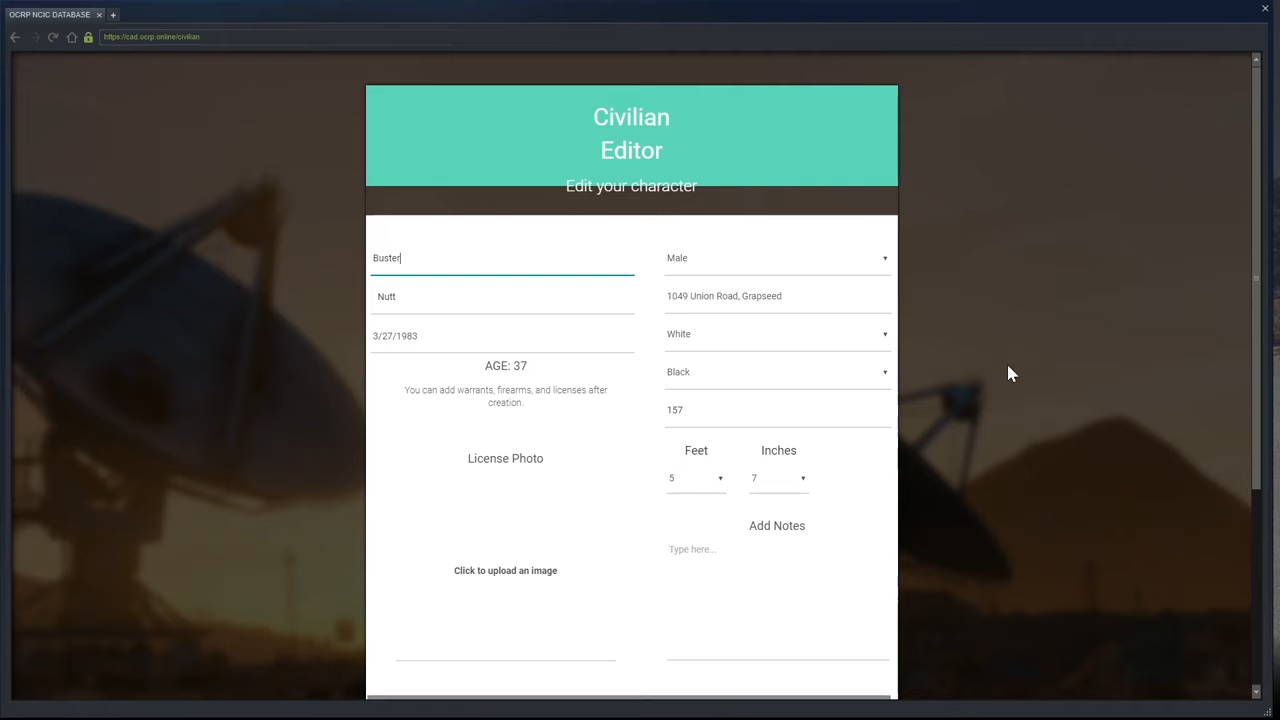 OCRP NCIC DATABASE
https://cad.ocrp.online/civilian
Civilian
Editor
Edit your character
Buster
Nutt
3/27/1983
AGE: 37
You can add warrants, firearms, and licenses after
creation.
License Photo
Click to upload an image
Male
1049 Union Road, Grapseed
White
Black
157
Feet Inches
5 7
Add Notes
Type here...